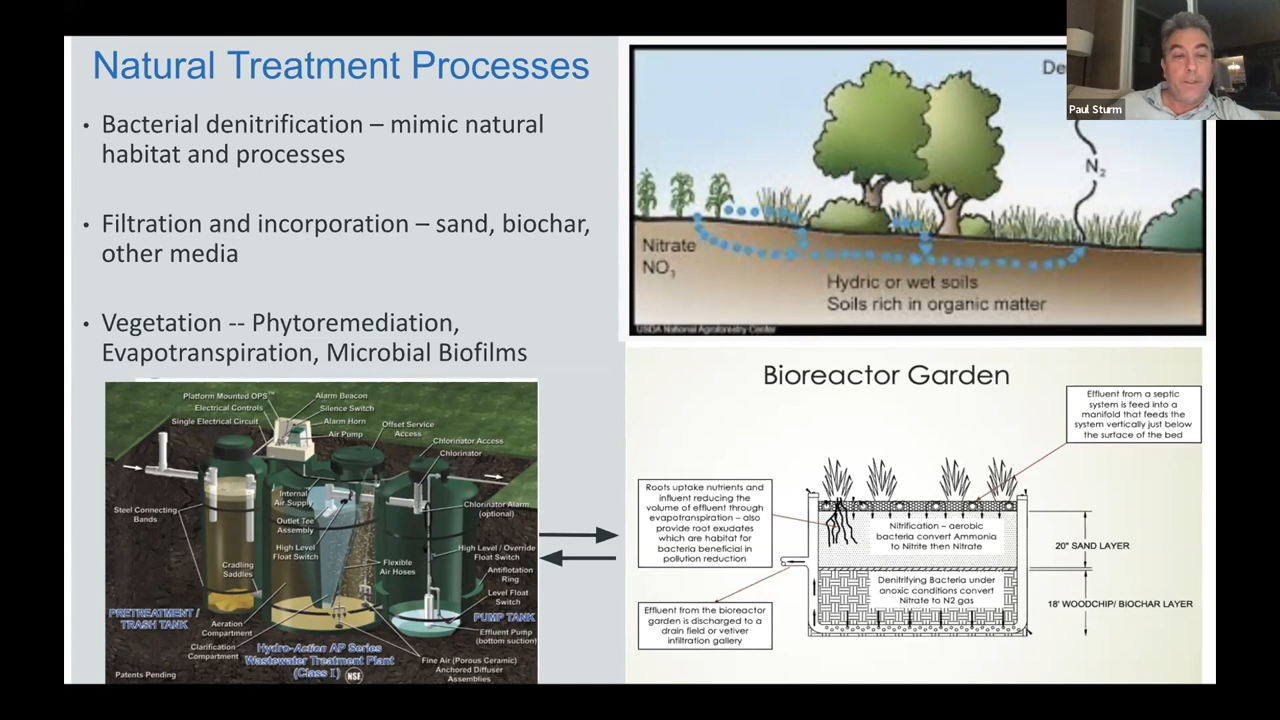 Natural Treatment Processes
• Bacterial denitrification – mimic natural
habitat and processes
• Filtration and incorporation – sand, biochar,
other media
• Vegetation -- Phytoremediation,
Evapotranspiration, Microbial Biofilms
Platform Mounted OPS™
Electrical Controls
Single Electrical Circuit
Alarm Beacon
Silence Switch
Alarm Horn
Air Pump
Offset Service
Access
Chlorinator Access
Chlorinator
Internal
Air Supply
Chlorinator Alarm
(optional)
Steel Connecting
Bands
Outlet Tee
Assembly
High Level
Float Switch
High Level / Override
Float Switch
Flexible
Air Hoses
Cradling
Saddles
Antiflotation
Ring
Level Float
Switch
PRETREATMENT /
TRASH TANK
PUMP TANK
Aeration
Compartment
Effluent Pump
(bottom suction)
Clarification
Compartment
Hydro-Action AP Series
Wastewater Treatment Plant
(Class I)
NSF
Fine Air (Porous Ceramic)
Anchored Diffuser
Assemblies
Patents Pending
De
Paul Sturm
N2
Nitrate
NO3
Hydric or wet soils
Soils rich in organic matter
USDA National Agroforestry Center
Bioreactor Garden
Effluent from a septic
system is feed into a
manifold that feeds the
system vertically just below
the surface of the bed
Roots uptake nutrients and
influent reducing the
volume of effluent through
evapotranspiration – also
provide root exudates
which are habitat for
bacteria beneficial in
pollution reduction
Nitrification – aerobic
bacteria convert Ammonia
to Nitrite then Nitrate
20" SAND LAYER
Denitrifying Bacteria under
anoxic conditions convert
Nitrate to N2 gas
18' WOODCHIP/ BIOCHAR LAYER
Effluent from the bioreactor
garden is discharged to a
drain field or vetiver
infiltration gallery